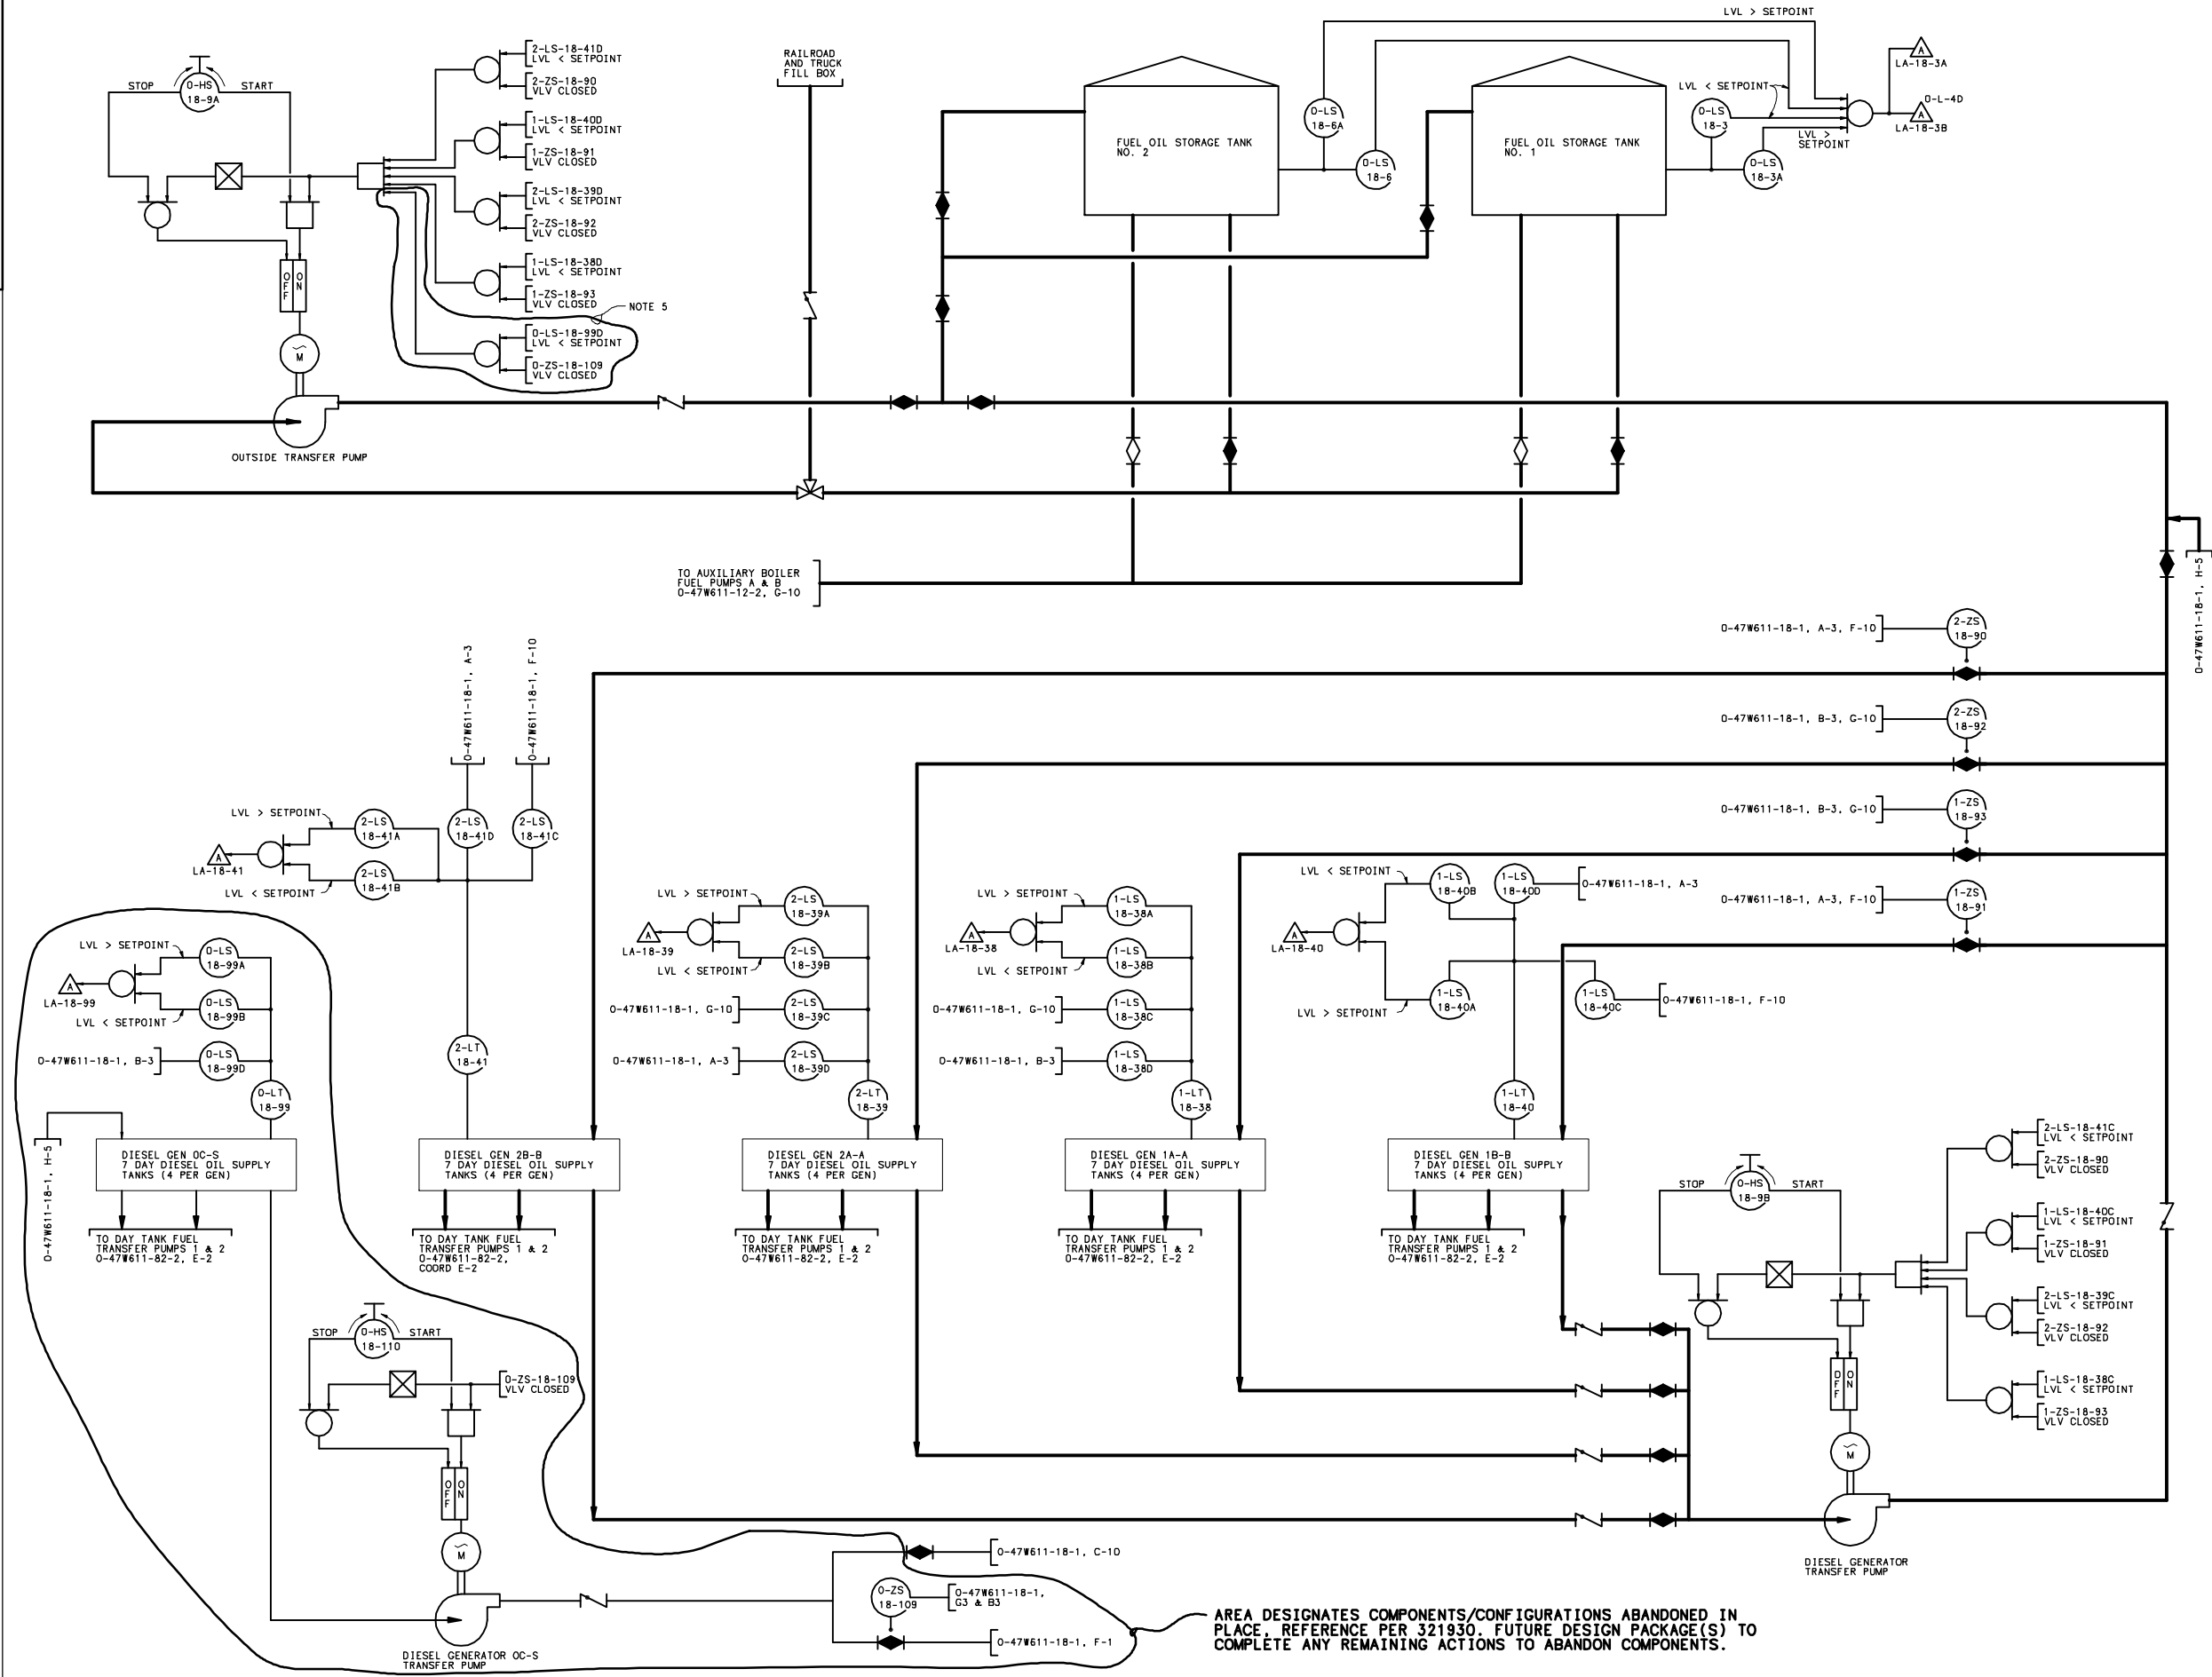 LVL > SETPOINT
2-LS-18-41D
LVL < SETPOINT
2-ZS-18-90
VLV CLOSED
1-LS-18-40D
LVL < SETPOINT
1-ZS-18-91
VLV CLOSED
2-LS-18-39D
LVL < SETPOINT
2-ZS-18-92
VLV CLOSED
1-LS-18-38D
LVL < SETPOINT
1-ZS-18-93
VLV CLOSED
NOTE 5
0-LS-18-99D
LVL < SETPOINT
0-ZS-18-109
VLV CLOSED
STOP
0-HS
18-9A
START
OFF
ON
M
OUTSIDE TRANSFER PUMP
RAILROAD
AND TRUCK
FILL BOX
FUEL OIL STORAGE TANK
NO. 2
0-LS
18-6A
0-LS
18-6
FUEL OIL STORAGE TANK
NO. 1
LVL < SETPOINT
0-LS
18-3
0-LS
18-3A
LVL >
SETPOINT
A
LA-18-3A
0-L-4D
A
LA-18-3B
TO AUXILIARY BOILER
FUEL PUMPS A & B
0-47W611-12-2, G-10
0-47W611-18-1, H-5
0-47W611-18-1, A-3, F-10
2-ZS
18-90
0-47W611-18-1, B-3, G-10
2-ZS
18-92
0-47W611-18-1, B-3, G-10
1-ZS
18-93
0-47W611-18-1, A-3, F-10
1-ZS
18-91
0-47W611-18-1, A-3
0-47W611-18-1, F-10
LVL > SETPOINT
2-LS
18-41A
2-LS
18-41D
2-LS
18-41C
A
LA-18-41
2-LS
18-41B
LVL < SETPOINT
2-LT
18-41
LVL > SETPOINT
0-LS
18-99A
A
LA-18-99
0-LS
18-99B
LVL < SETPOINT
0-47W611-18-1, B-3
0-LS
18-99D
0-LT
18-99
LVL > SETPOINT
2-LS
18-39A
A
LA-18-39
2-LS
18-39B
LVL < SETPOINT
0-47W611-18-1, G-10
2-LS
18-39C
0-47W611-18-1, A-3
2-LS
18-39D
2-LT
18-39
LVL > SETPOINT
1-LS
18-38A
A
LA-18-38
1-LS
18-38B
LVL < SETPOINT
0-47W611-18-1, G-10
1-LS
18-38C
0-47W611-18-1, B-3
1-LS
18-38D
1-LT
18-38
LVL < SETPOINT
1-LS
18-40B
1-LS
18-40D
0-47W611-18-1, A-3
A
LA-18-40
LVL > SETPOINT
1-LS
18-40A
1-LS
18-40C
0-47W611-18-1, F-10
1-LT
18-40
0-47W611-18-1, H-5
DIESEL GEN 0C-S
7 DAY DIESEL OIL SUPPLY
TANKS (4 PER GEN)
TO DAY TANK FUEL
TRANSFER PUMPS 1 & 2
0-47W611-82-2, E-2
DIESEL GEN 2B-B
7 DAY DIESEL OIL SUPPLY
TANKS (4 PER GEN)
TO DAY TANK FUEL
TRANSFER PUMPS 1 & 2
0-47W611-82-2,
COORD E-2
DIESEL GEN 2A-A
7 DAY DIESEL OIL SUPPLY
TANKS (4 PER GEN)
TO DAY TANK FUEL
TRANSFER PUMPS 1 & 2
0-47W611-82-2, E-2
DIESEL GEN 1A-A
7 DAY DIESEL OIL SUPPLY
TANKS (4 PER GEN)
TO DAY TANK FUEL
TRANSFER PUMPS 1 & 2
0-47W611-82-2, E-2
DIESEL GEN 1B-B
7 DAY DIESEL OIL SUPPLY
TANKS (4 PER GEN)
TO DAY TANK FUEL
TRANSFER PUMPS 1 & 2
0-47W611-82-2, E-2
STOP
0-HS
18-9B
START
OFF
ON
M
2-LS-18-41C
LVL < SETPOINT
2-ZS-18-90
VLV CLOSED
1-LS-18-40C
LVL < SETPOINT
1-ZS-18-91
VLV CLOSED
2-LS-18-39C
LVL < SETPOINT
2-ZS-18-92
VLV CLOSED
1-LS-18-38C
LVL < SETPOINT
1-ZS-18-93
VLV CLOSED
DIESEL GENERATOR
TRANSFER PUMP
STOP
0-HS
18-110
START
0-ZS-18-109
VLV CLOSED
OFF
ON
M
DIESEL GENERATOR 0C-S
TRANSFER PUMP
0-47W611-18-1, C-10
0-ZS
18-109
0-47W611-18-1,
G3 & B3
0-47W611-18-1, F-1
AREA DESIGNATES COMPONENTS/CONFIGURATIONS ABANDONED IN
PLACE, REFERENCE PER 321930. FUTURE DESIGN PACKAGE(S) TO
COMPLETE ANY REMAINING ACTIONS TO ABANDON COMPONENTS.